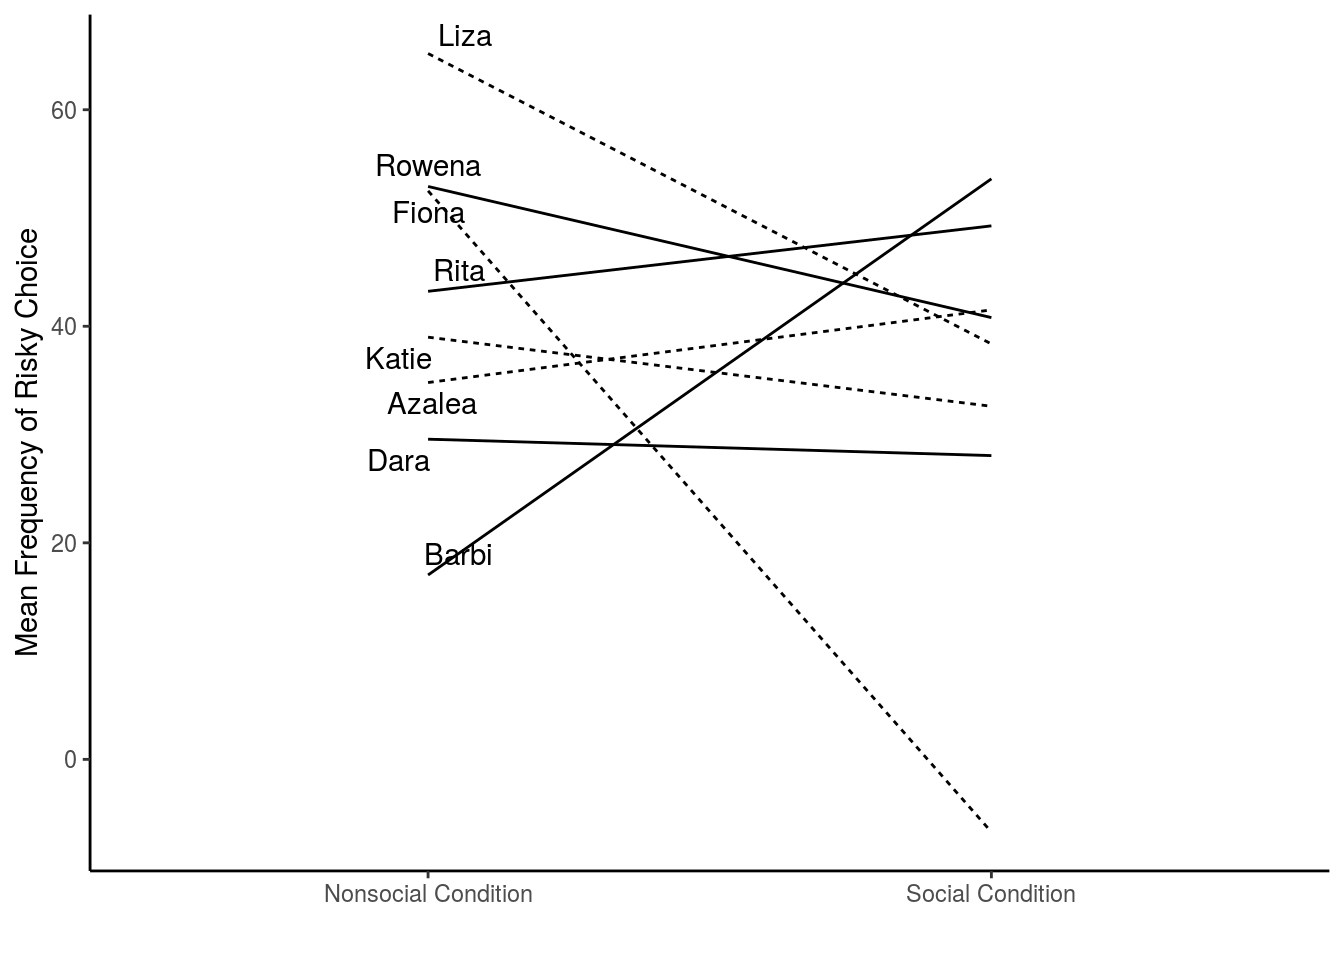 Liza
60
Rowena
Fiona
Rita
40
Katie
Azalea
Dara
Barbi
20
0
Mean Frequency of Risky Choice
Nonsocial Condition
Social Condition